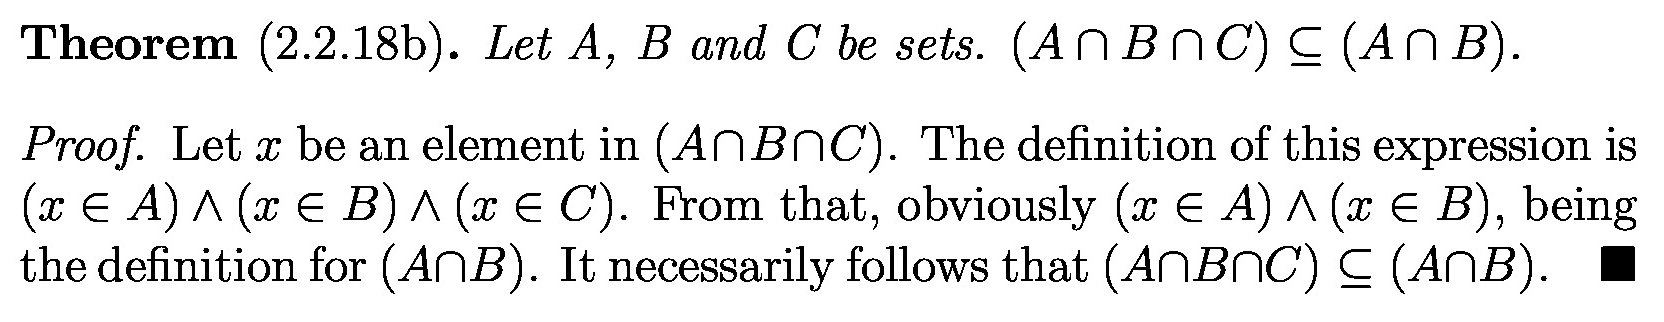 Theorem (2.2.18b). Let A, B and C be sets. (A ∩ B ∩ C) ⊆ (A ∩ B).
Proof. Let x be an element in (A∩B∩C). The definition of this expression is
(x ∈ A) ∧ (x ∈ B) ∧ (x ∈ C). From that, obviously (x ∈ A) ∧ (x ∈ B), being
the definition for (A∩B). It necessarily follows that (A∩B∩C) ⊆ (A∩B). ■